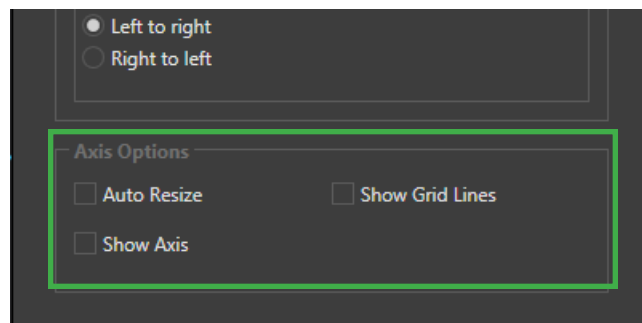 Left to right
Right to left
Axis Options
Auto Resize
Show Grid Lines
Show Axis